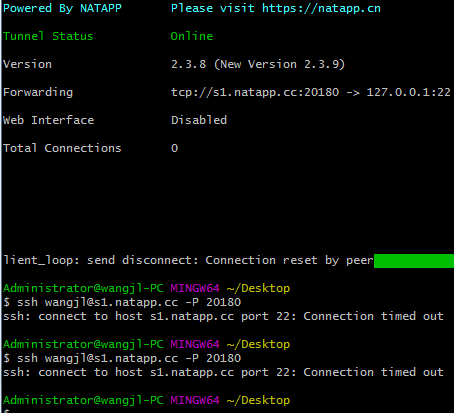 Powered By NATAPP Please visit https://natapp.cn
Tunnel Status Online
Version 2.3.8 (New Version 2.3.9)
Forwarding tcp://s1.natapp.cc:20180 -> 127.0.0.1:22
Web Interface Disabled
Total Connections 0
lient_loop: send disconnect: Connection reset by peer
Administrator@wangjl-PC MINGW64 ~/Desktop
$ ssh wangjl@s1.natapp.cc -P 20180
ssh: connect to host s1.natapp.cc port 22: Connection timed out
Administrator@wangjl-PC MINGW64 ~/Desktop
$ ssh wangjl@s1.natapp.cc -P 20180
ssh: connect to host s1.natapp.cc port 22: Connection timed out
Administrator@wangjl-PC MINGW64 ~/Desktop
$